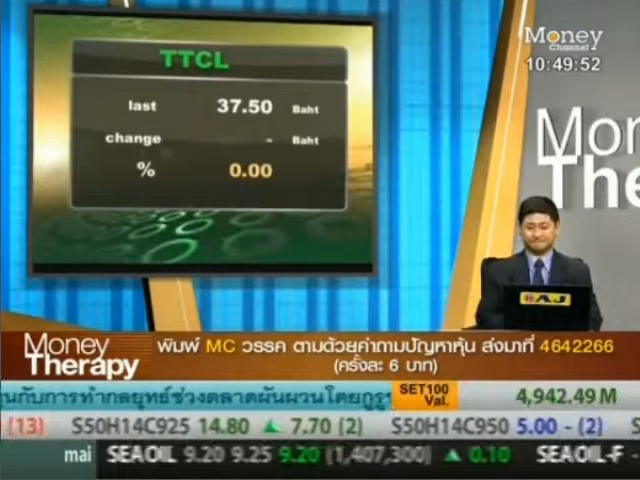 TTCL
last 37.50 Baht
change - Baht
% 0.00
Money
Channel
10:49:52
Mon
The
AJ
Money
Therapy
พิมพ์ MC วรรค ตามด้วยคำถามปัญหาหุ้น ส่งมาที่ 4642266
(ครั้งละ 6 บาท)
นกับการทำกลยุทธ์ช่วงตลาดผันผวนโดยกูรู
SET100
Val.
4,942.49M
(13) S50H14C925 14.80 ▲ 7.70 (2) S50H14C950 5.00 - (2) S
mai SEAOIL 9.20 9.25 9.20 (1,407,300) ▲ 0.10 SEAOIL-F -